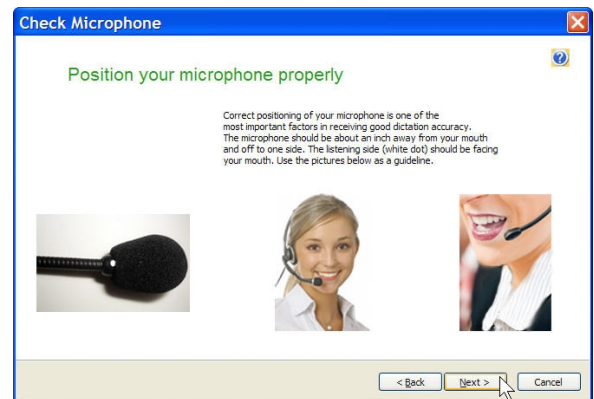 Check Microphone
?
Position your microphone properly
Correct positioning of your microphone is one of the
most important factors in receiving good dictation accuracy.
The microphone should be about an inch away from your mouth
and off to one side. The listening side (white dot) should be facing
your mouth. Use the pictures below as a guideline.
< Back Next > Cancel